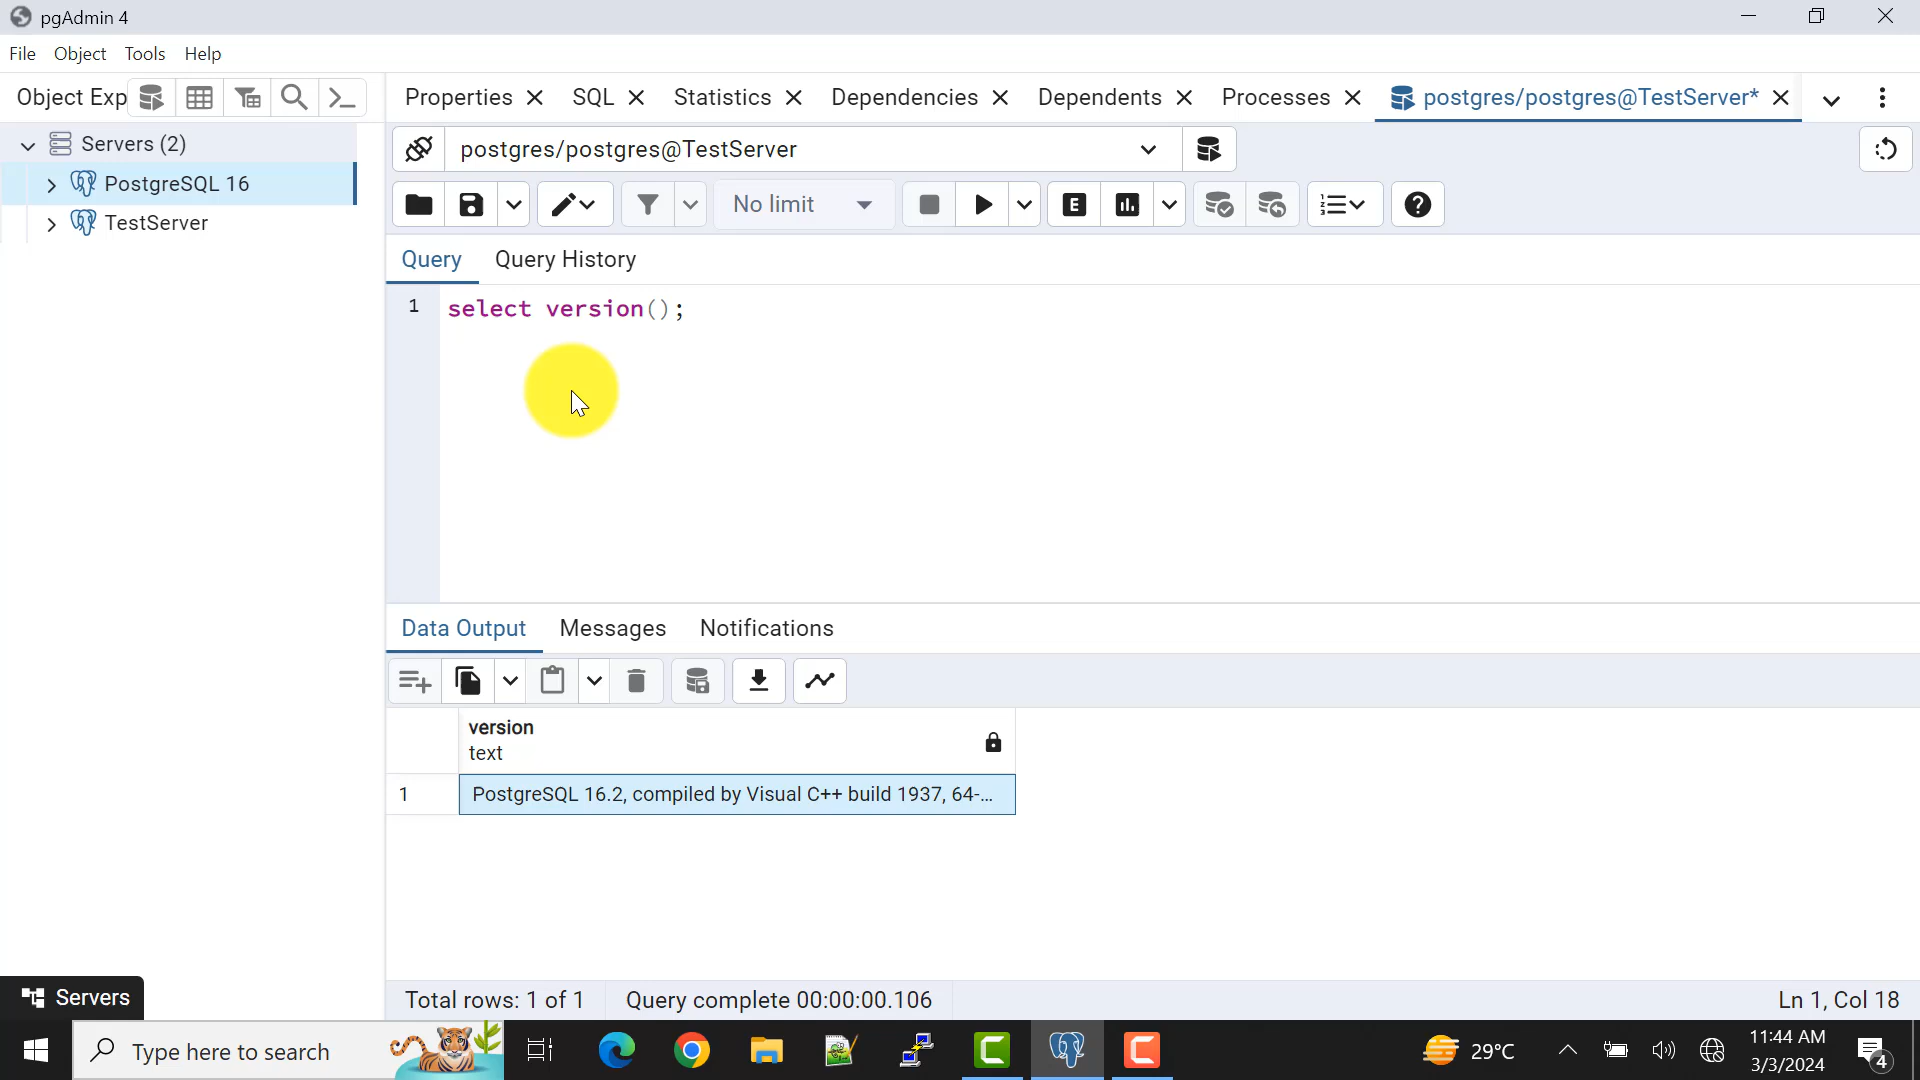 pgAdmin 4
File Object Tools Help
Object Exp
Properties SQL Statistics Dependencies Dependents Processes postgres/postgres@TestServer*
Servers (2)
PostgreSQL 16
TestServer
postgres/postgres@TestServer
No limit
E
Query Query History
1 select version();
Data Output Messages Notifications
version
text
1 PostgreSQL 16.2, compiled by Visual C++ build 1937, 64-...
Servers
Total rows: 1 of 1 Query complete 00:00:00.106 Ln 1, Col 18
Type here to search
29°C
11:44 AM
3/3/2024
4